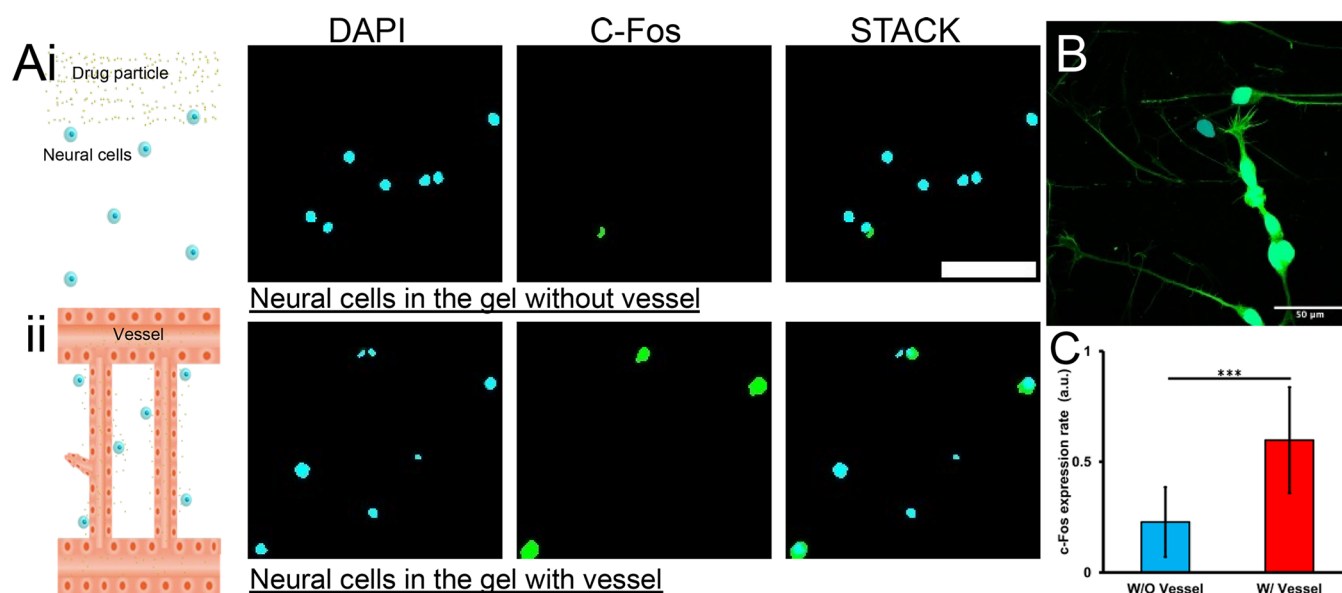 Ai
Drug particle
Neural cells
DAPI
C-Fos
STACK
Neural cells in the gel without vessel
ii
Vessel
Neural cells in the gel with vessel
B
50 µm
C
c-Fos expression rate (a.u.)
1
0.5
0
***
W/O Vessel
W/ Vessel